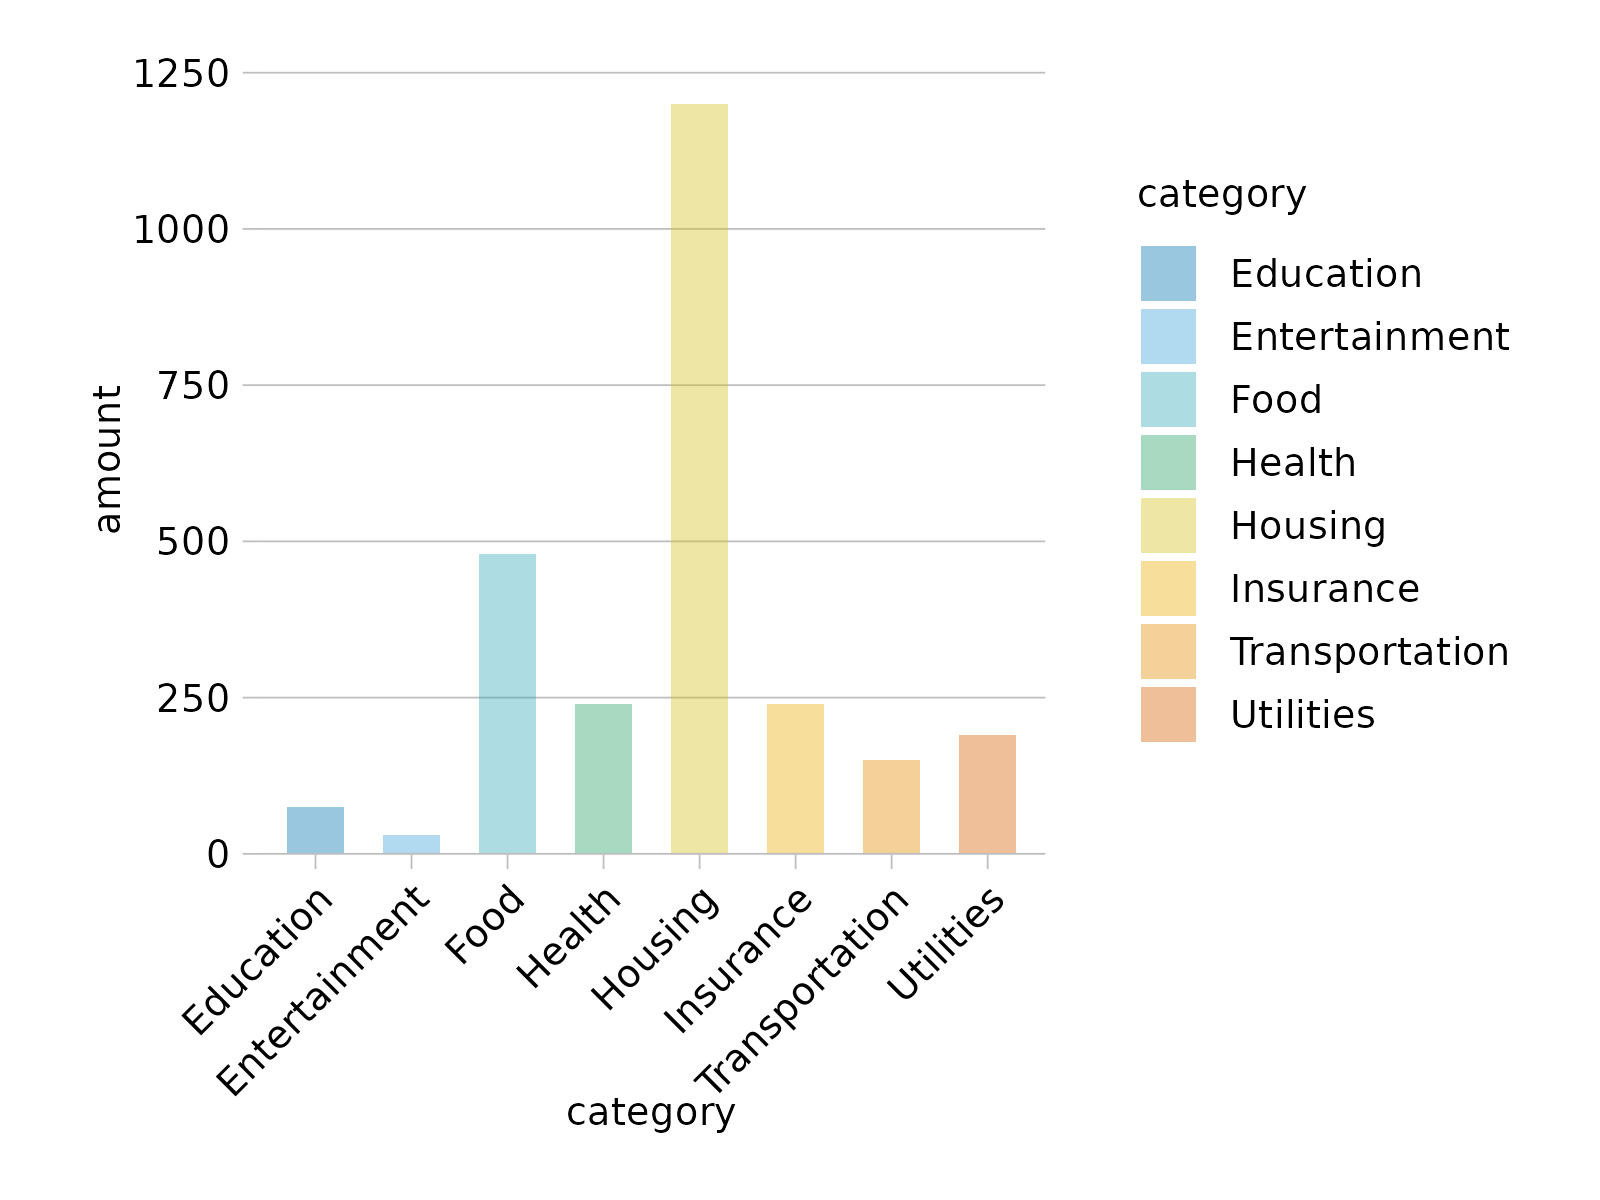 1250
1000
750
500
250
0
amount
Education
Entertainment
Food
Health
Housing
Insurance
Transportation
Utilities
category
category
Education
Entertainment
Food
Health
Housing
Insurance
Transportation
Utilities